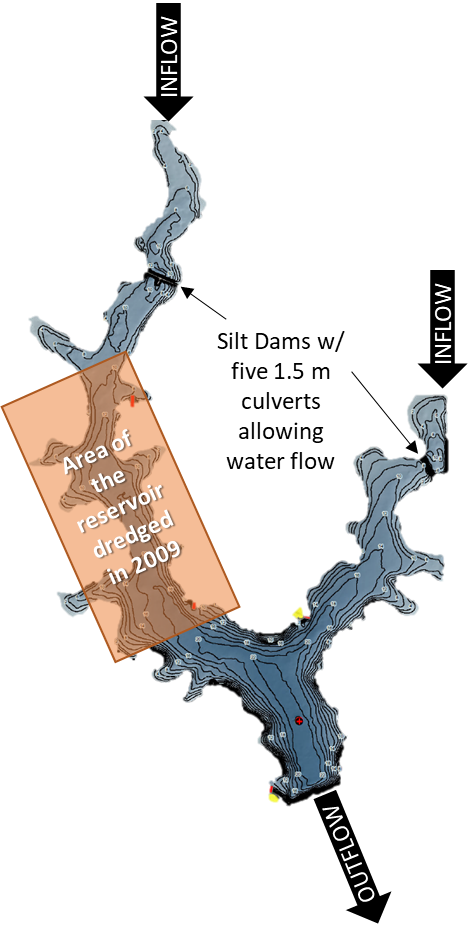 INFLOW
INFLOW
Silt Dams w/
five 1.5 m
culverts
allowing
water flow
Area of
the
reservoir
dredged
in 2009
OUTFLOW